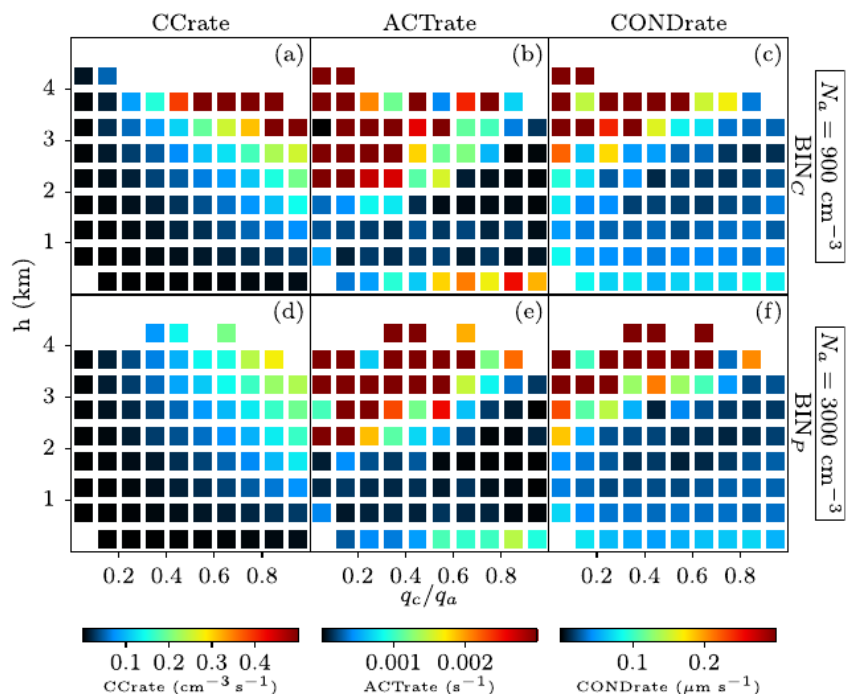 CCrate ACTrate CONDrate
(a) (b) (c)
4
3
2
1
N_a = 900 cm^{-3}
BIN_C
h (km)
(d) (e) (f)
4
3
2
1
N_a = 3000 cm^{-3}
BIN_P
0.2 0.4 0.6 0.8 0.2 0.4 0.6 0.8 0.2 0.4 0.6 0.8
q_c/q_a
0.1 0.2 0.3 0.4 0.001 0.002 0.1 0.2
CCrate (cm^{-3} s^{-1}) ACTrate (s^{-1}) CONDrate (μm s^{-1})